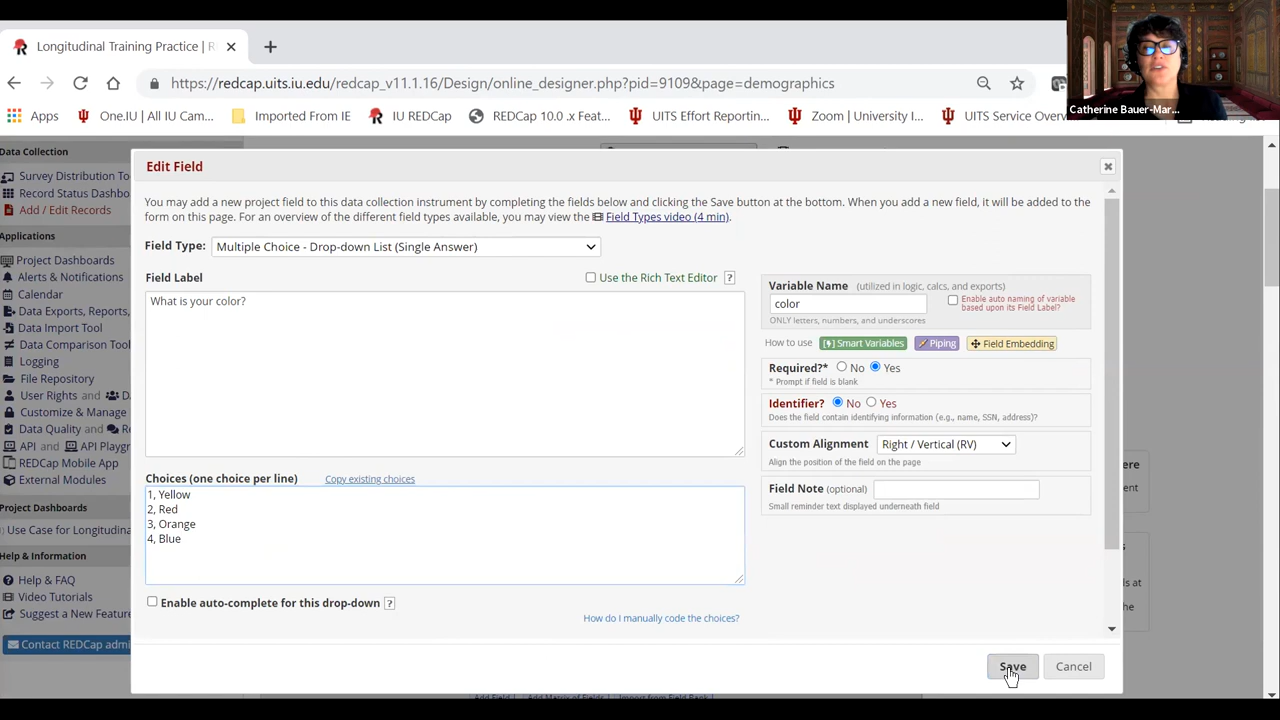 Longitudinal Training Practice | R
https://redcap.uits.iu.edu/redcap_v11.1.16/Design/online_designer.php?pid=9109&page=demographics
Catherine Bauer-Mar...
Apps
One.IU | All IU Cam...
Imported From IE
IU REDCap
REDCap 10.0 .x Feat...
UITS Effort Reportin...
Zoom | University I...
UITS Service Overv
Data Collection
Survey Distribution To
Record Status Dashbo
Add / Edit Records
Applications
Project Dashboards
Alerts & Notifications
Calendar
Data Exports, Reports,
Data Import Tool
Data Comparison Too
Logging
File Repository
User Rights and
Customize & Manage
Data Quality and
API and API Playgr
REDCap Mobile App
External Modules
Project Dashboards
Use Case for Longitudina
Help & Information
Help & FAQ
Video Tutorials
Suggest a New Feature
Contact REDCap admi
Edit Field
You may add a new project field to this data collection instrument by completing the fields below and clicking the Save button at the bottom. When you add a new field, it will be added to the
form on this page. For an overview of the different field types available, you may view the Field Types video (4 min).
Field Type: Multiple Choice - Drop-down List (Single Answer)
Field Label
Use the Rich Text Editor ?
What is your color?
Choices (one choice per line)
Copy existing choices
1, Yellow
2, Red
3, Orange
4, Blue
Enable auto-complete for this drop-down ?
How do I manually code the choices?
Variable Name (utilized in logic, calcs, and exports)
color
Enable auto naming of variable
based upon its Field Label?
ONLY letters, numbers, and underscores
How to use [⚡] Smart Variables Piping Field Embedding
Required?* No Yes
* Prompt if field is blank
Identifier? No Yes
Does the field contain identifying information (e.g., name, SSN, address)?
Custom Alignment Right / Vertical (RV)
Align the position of the field on the page
Field Note (optional)
Small reminder text displayed underneath field
Save
Cancel
ere
ent
s at
he